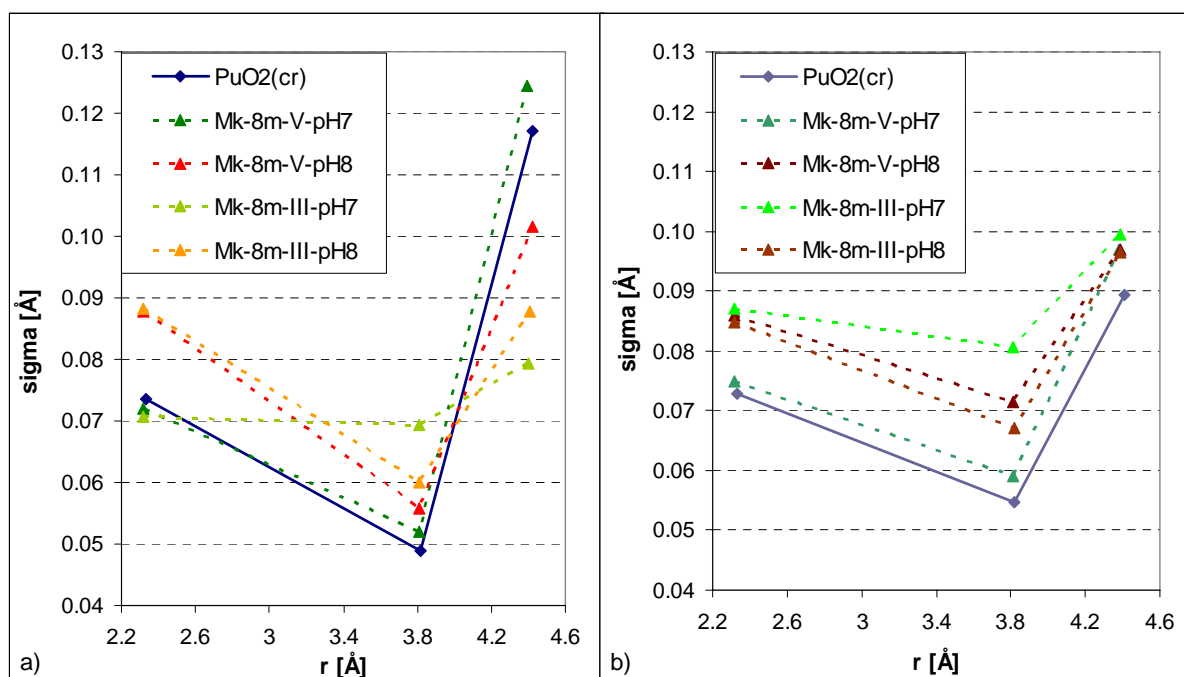 0.13
0.12
0.11
0.10
0.09
0.08
0.07
0.06
0.05
0.04
sigma [Å]
PuO2(cr)
Mk-8m-V-pH7
Mk-8m-V-pH8
Mk-8m-III-pH7
Mk-8m-III-pH8
2.2 2.6 3 3.4 3.8 4.2 4.6
r [Å]
a)
0.13
0.12
0.11
0.10
0.09
0.08
0.07
0.06
0.05
0.04
sigma [Å]
PuO2(cr)
Mk-8m-V-pH7
Mk-8m-V-pH8
Mk-8m-III-pH7
Mk-8m-III-pH8
2.2 2.6 3 3.4 3.8 4.2 4.6
r [Å]
b)